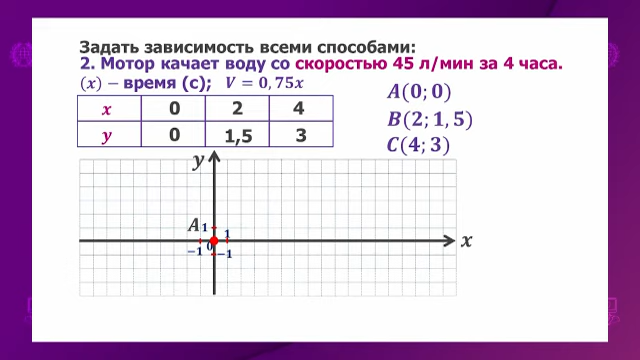 Задать зависимость всеми способами:
2. Мотор качает воду со скоростью 45 л/мин за 4 часа.
(x) – время (с); V = 0,75x
x 0 2 4
y 0 1,5 3
A(0; 0)
B(2; 1, 5)
C(4; 3)
y
A 1
1
0
x
−1
−1